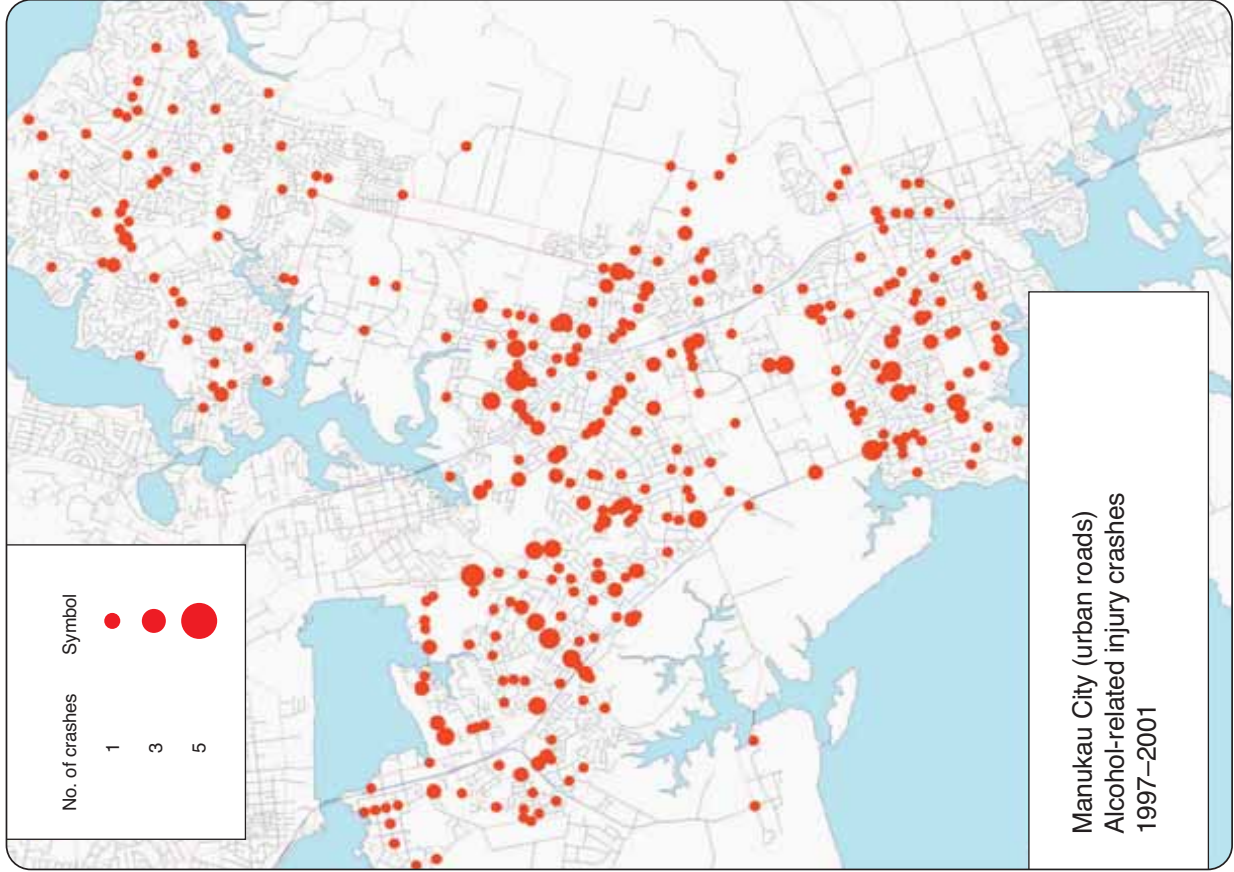 No. of crashes Symbol
1
3
5
Manukau City (urban roads)
Alcohol-related injury crashes
1997–2001